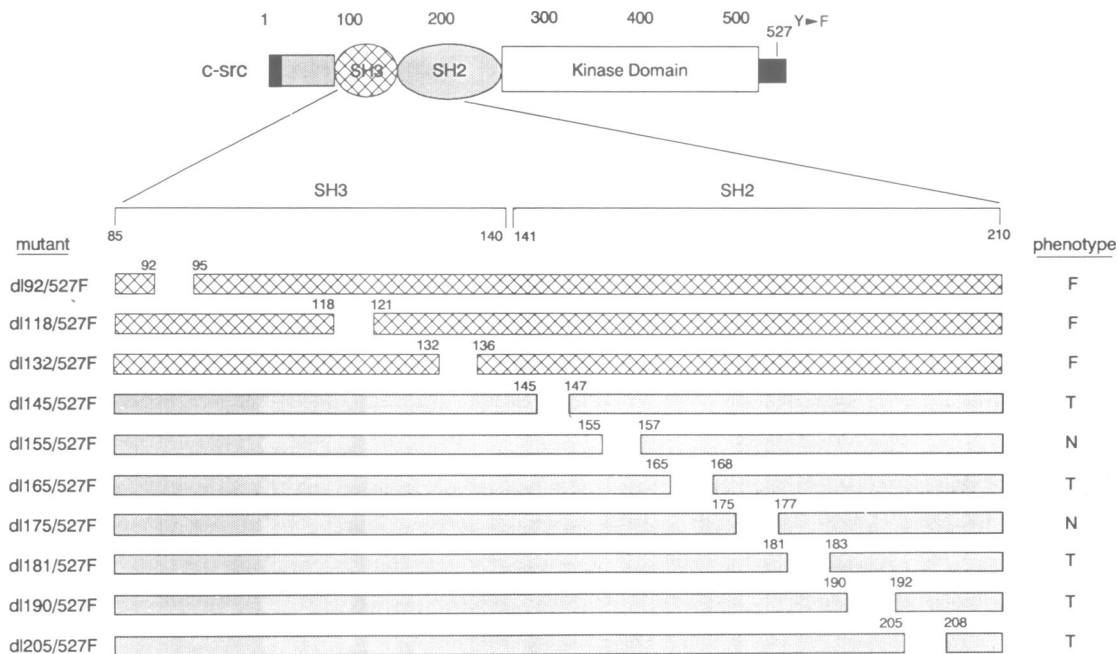 1 100 200 300 400 500 Y►F
527
c-src SH3 SH2 Kinase Domain
SH3 SH2
85 140 141 210
mutant phenotype
92 95
dl92/527F F
118 121
dl118/527F F
132 136
dl132/527F F
145 147
dl145/527F T
155 157
dl155/527F N
165 168
dl165/527F T
175 177
dl175/527F N
181 183
dl181/527F T
190 192
dl190/527F T
205 208
dl205/527F T